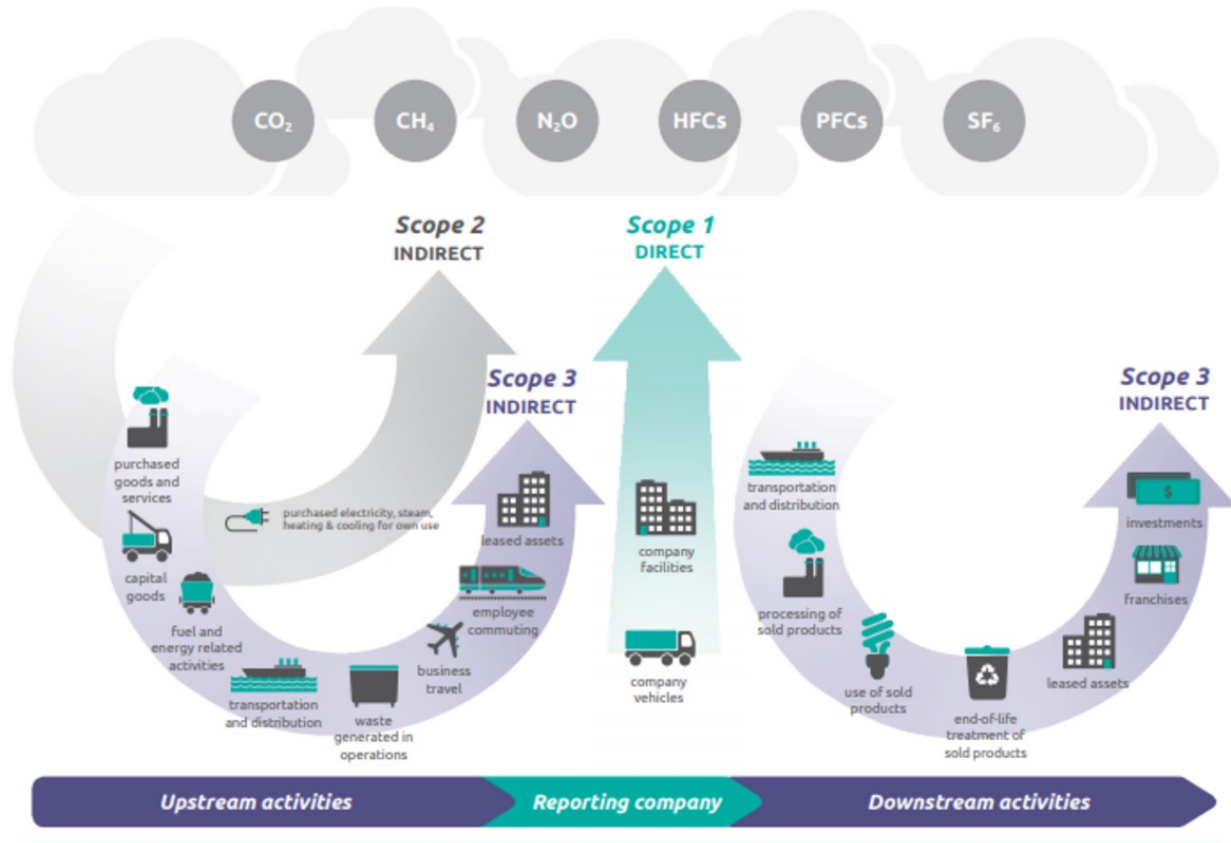 CO₂
CH₄
N₂O
HFCs
PFCs
SF₆
Scope 2
INDIRECT
Scope 1
DIRECT
Scope 3
INDIRECT
Scope 3
INDIRECT
purchased
goods and
services
capital
goods
fuel and
energy related
activities
transportation
and distribution
waste
generated in
operations
business
travel
employee
commuting
leased assets
purchased electricity, steam,
heating & cooling for own use
company
facilities
company
vehicles
transportation
and distribution
processing of
sold products
use of sold
products
end-of-life
treatment of
sold products
leased assets
franchises
$
investments
Upstream activities
Reporting company
Downstream activities